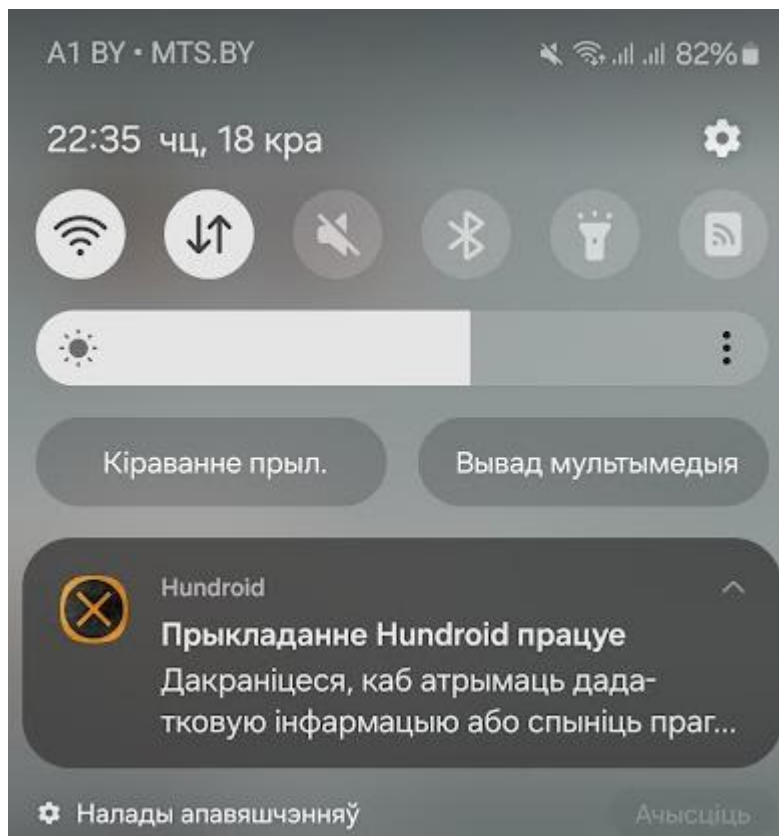 A1 BY • MTS.BY 82%
22:35 чц, 18 кра
Кіраванне прыл. Вывад мультымедыя
Hundroid
Прыкладанне Hundroid працуе
Дакраніцеся, каб атрымаць дада-
тковую інфармацыю або спыніць праг...
Налады апавяшчэнняў Ачысціць